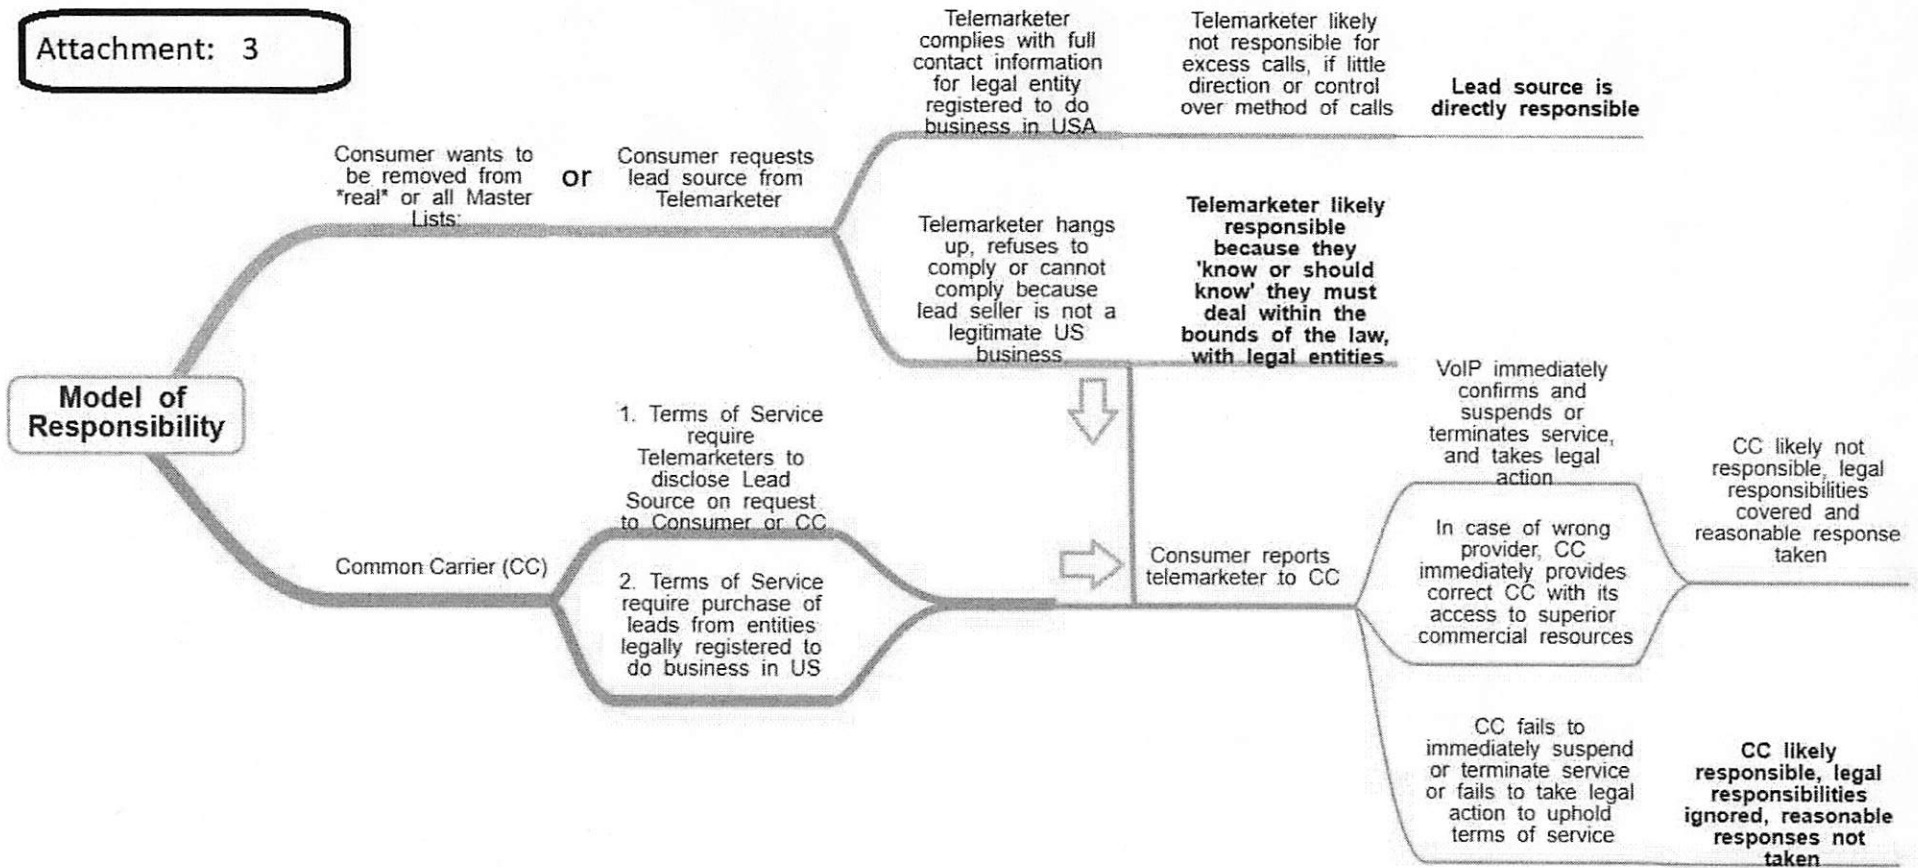 Attachment: 3
Model of
Responsibility
Consumer wants to
be removed from
*real* or all Master
Lists:
or
Consumer requests
lead source from
Telemarketer
Telemarketer
complies with full
contact information
for legal entity
registered to do
business in USA
Telemarketer likely
not responsible for
excess calls, if little
direction or control
over method of calls
Lead source is
directly responsible
Telemarketer hangs
up, refuses to
comply or cannot
comply because
lead seller is not a
legitimate US
business
Telemarketer likely
responsible
because they
'know or should
know' they must
deal within the
bounds of the law,
with legal entities
Common Carrier (CC)
1. Terms of Service
require
Telemarketers to
disclose Lead
Source on request
to Consumer or CC
2. Terms of Service
require purchase of
leads from entities
legally registered to
do business in US
Consumer reports
telemarketer to CC
VoIP immediately
confirms and
suspends or
terminates service,
and takes legal
action
In case of wrong
provider, CC
immediately provides
correct CC with its
access to superior
commercial resources
CC likely not
responsible, legal
responsibilities
covered and
reasonable response
taken
CC fails to
immediately suspend
or terminate service
or fails to take legal
action to uphold
terms of service
CC likely
responsible, legal
responsibilities
ignored, reasonable
responses not
taken